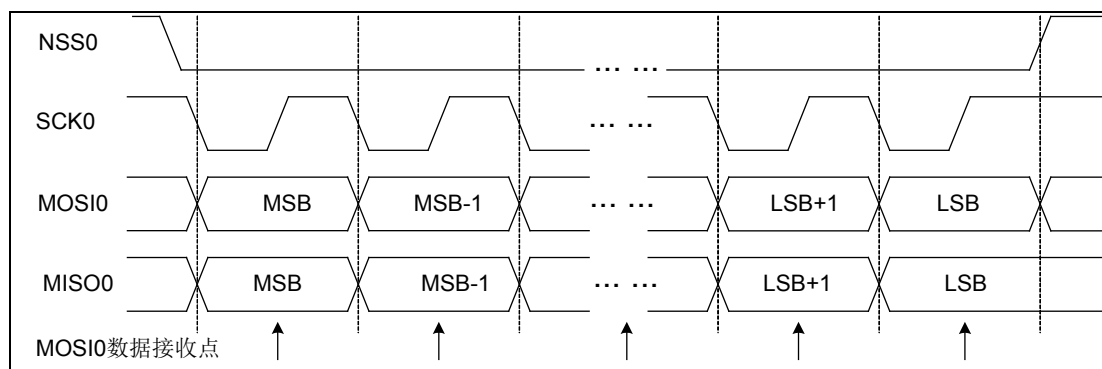 NSS0 ... ...
SCK0 ... ...
MOSI0 MSB MSB-1 ... ... LSB+1 LSB
MISO0 MSB MSB-1 ... ... LSB+1 LSB
MOSI0数据接收点